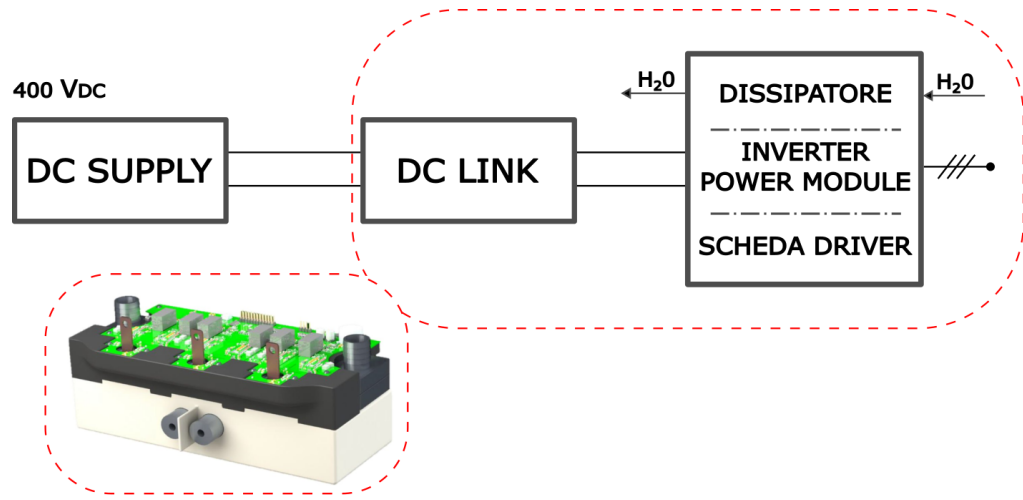 400 VDC
DC SUPPLY
DC LINK
H₂0
DISSIPATORE
H₂0
INVERTER
POWER MODULE
SCHEDA DRIVER